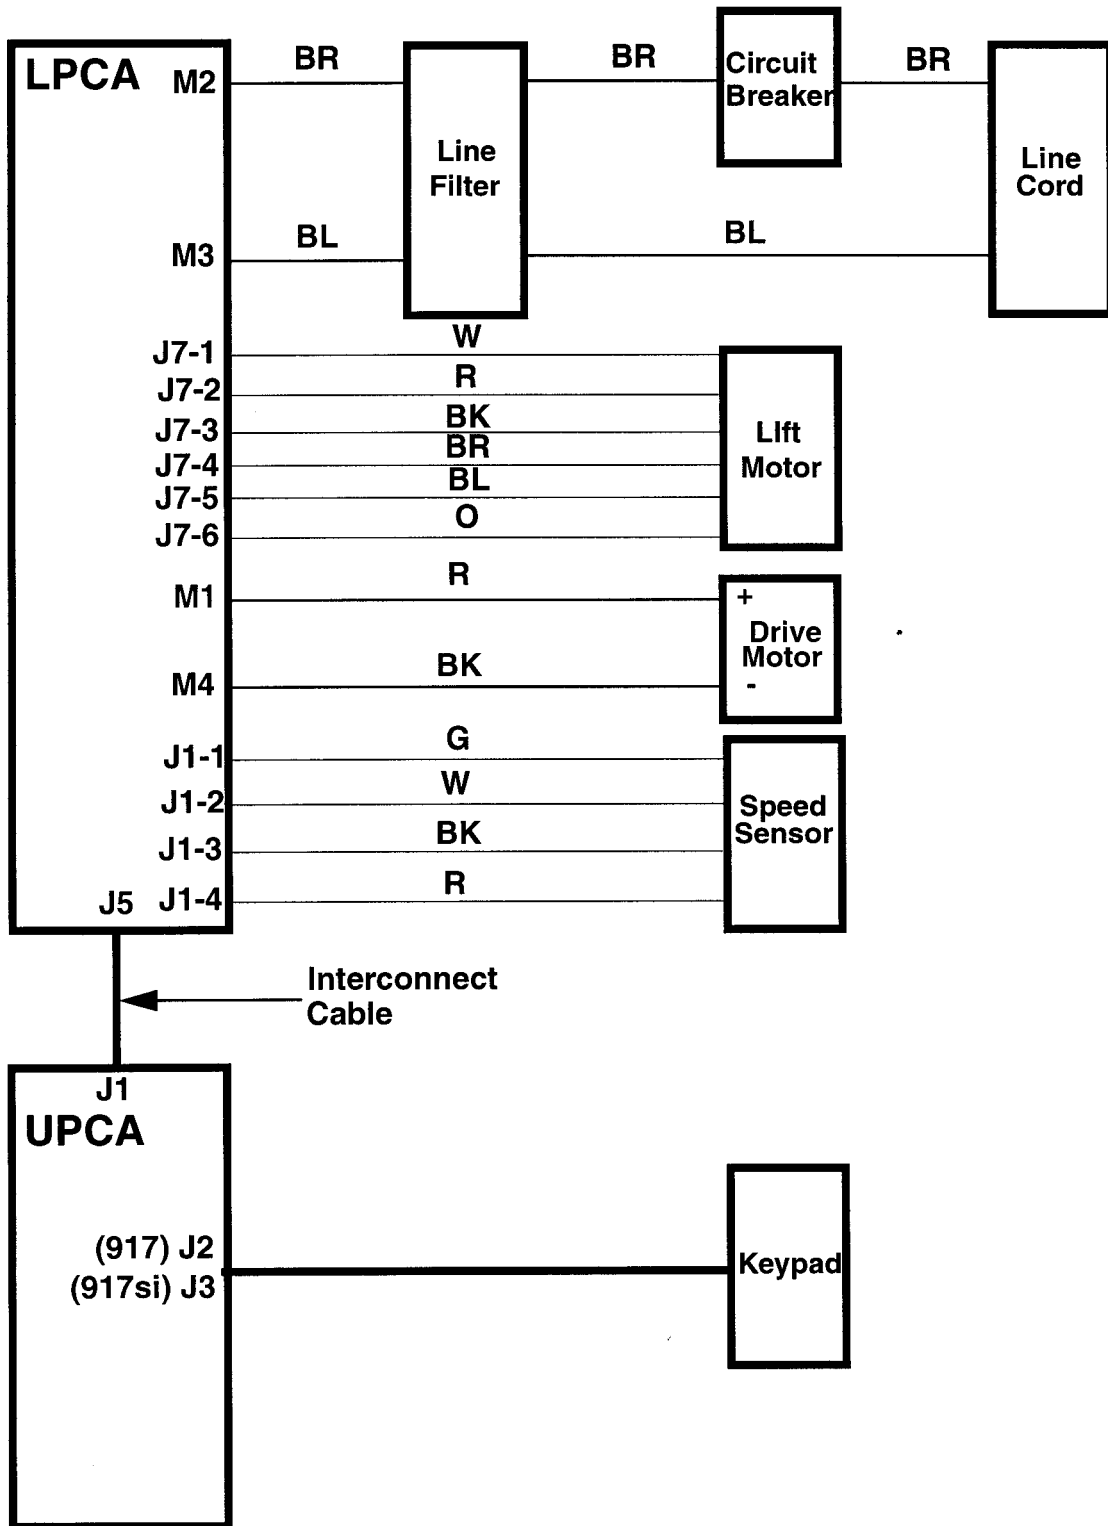 LPCA
M2
BR
BR
BR
Circuit
Breaker
Line
Filter
Line
Cord
M3
BL
BL
J7-1
W
J7-2
R
J7-3
BK
J7-4
BR
J7-5
BL
J7-6
O
LIft
Motor
M1
R
+
Drive
Motor
-
M4
BK
J1-1
G
J1-2
W
J1-3
BK
J1-4
R
Speed
Sensor
J5
Interconnect
Cable
J1
UPCA
(917) J2
(917si) J3
Keypad